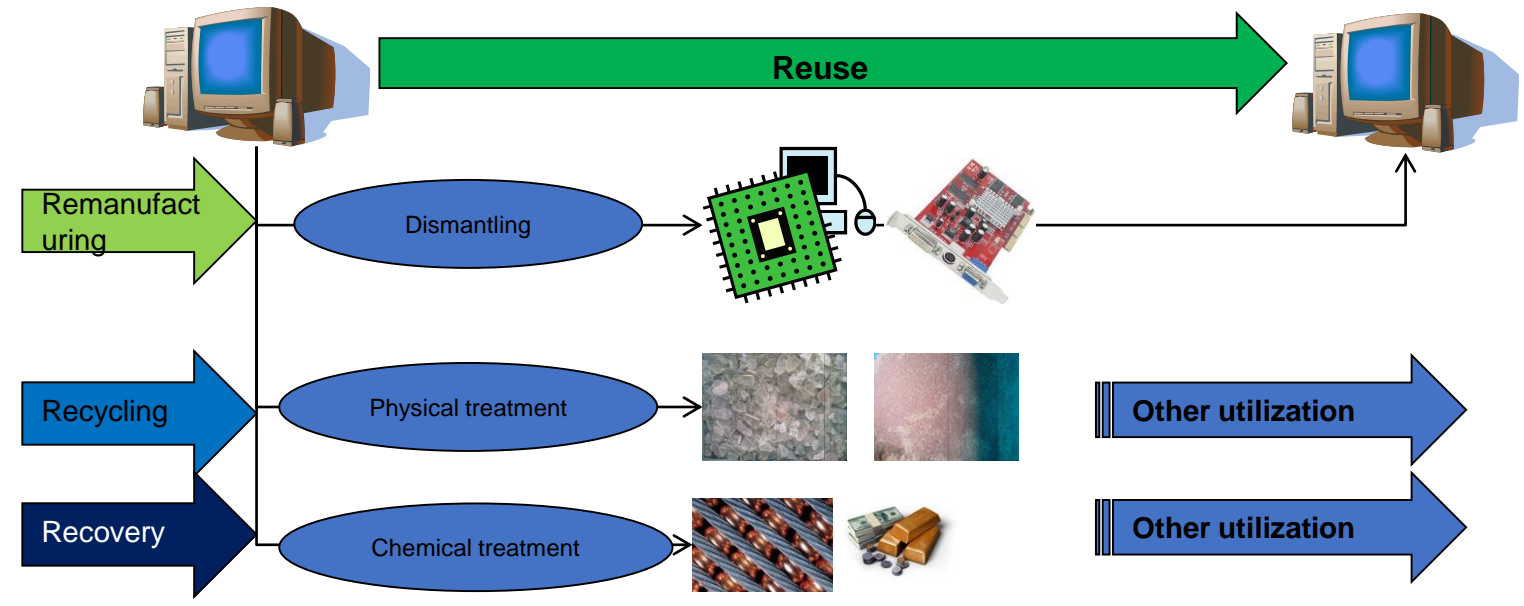 Reuse
Remanufact
uring
Dismantling
Recycling
Physical treatment
Other utilization
Recovery
Chemical treatment
Other utilization